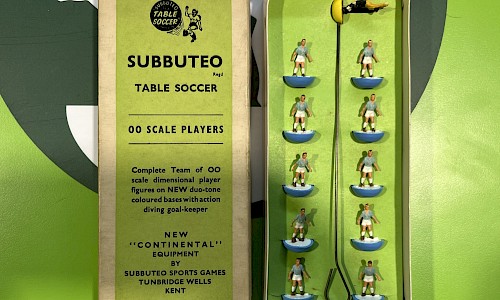 SUBBUTEO
TABLE
SOCCER
SUBBUTEO
Regd
TABLE SOCCER
OO SCALE PLAYERS
Complete Team of OO
scale dimensional player
figures on NEW duo-tone
coloured bases with action
diving goal-keeper
NEW
"CONTINENTAL"
EQUIPMENT
BY
SUBBUTEO SPORTS GAMES
TUNBRIDGE WELLS
KENT